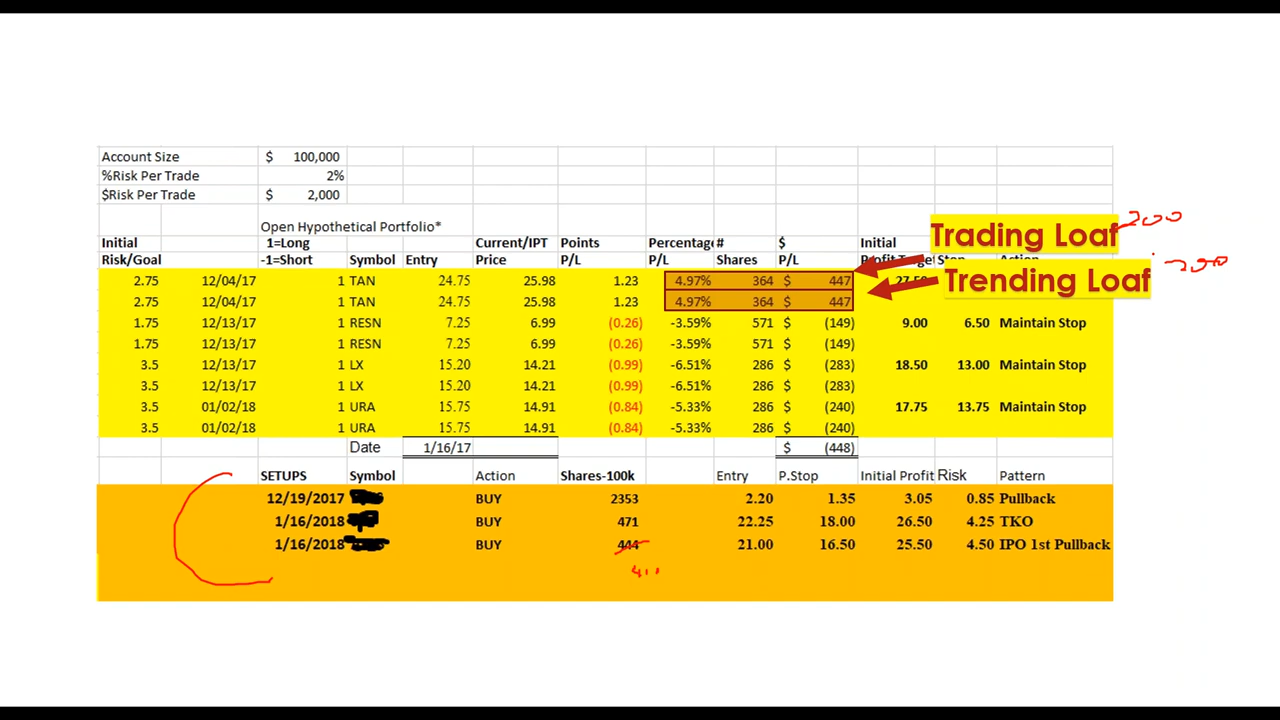 Account Size $ 100,000
%Risk Per Trade 2%
$Risk Per Trade $ 2,000
Open Hypothetical Portfolio*
Trading Loaf 200
Initial 1=Long Current/IPT Points Percentage # $ Initial
Risk/Goal -1=Short Symbol Entry Price P/L P/L Shares P/L
2.75 12/04/17 1 TAN 24.75 25.98 1.23 4.97% 364 $ 447
Trending Loaf
2.75 12/04/17 1 TAN 24.75 25.98 1.23 4.97% 364 $ 447
1.75 12/13/17 1 RESN 7.25 6.99 (0.26) -3.59% 571 $ (149) 9.00 6.50 Maintain Stop
1.75 12/13/17 1 RESN 7.25 6.99 (0.26) -3.59% 571 $ (149)
3.5 12/13/17 1 LX 15.20 14.21 (0.99) -6.51% 286 $ (283) 18.50 13.00 Maintain Stop
3.5 12/13/17 1 LX 15.20 14.21 (0.99) -6.51% 286 $ (283)
3.5 01/02/18 1 URA 15.75 14.91 (0.84) -5.33% 286 $ (240) 17.75 13.75 Maintain Stop
3.5 01/02/18 1 URA 15.75 14.91 (0.84) -5.33% 286 $ (240)
Date 1/16/17 $ (448)
SETUPS Symbol Action Shares-100k Entry P.Stop Initial Profit Risk Pattern
12/19/2017 BUY 2353 2.20 1.35 3.05 0.85 Pullback
1/16/2018 BUY 471 22.25 18.00 26.50 4.25 TKO
1/16/2018 BUY 444 21.00 16.50 25.50 4.50 IPO 1st Pullback